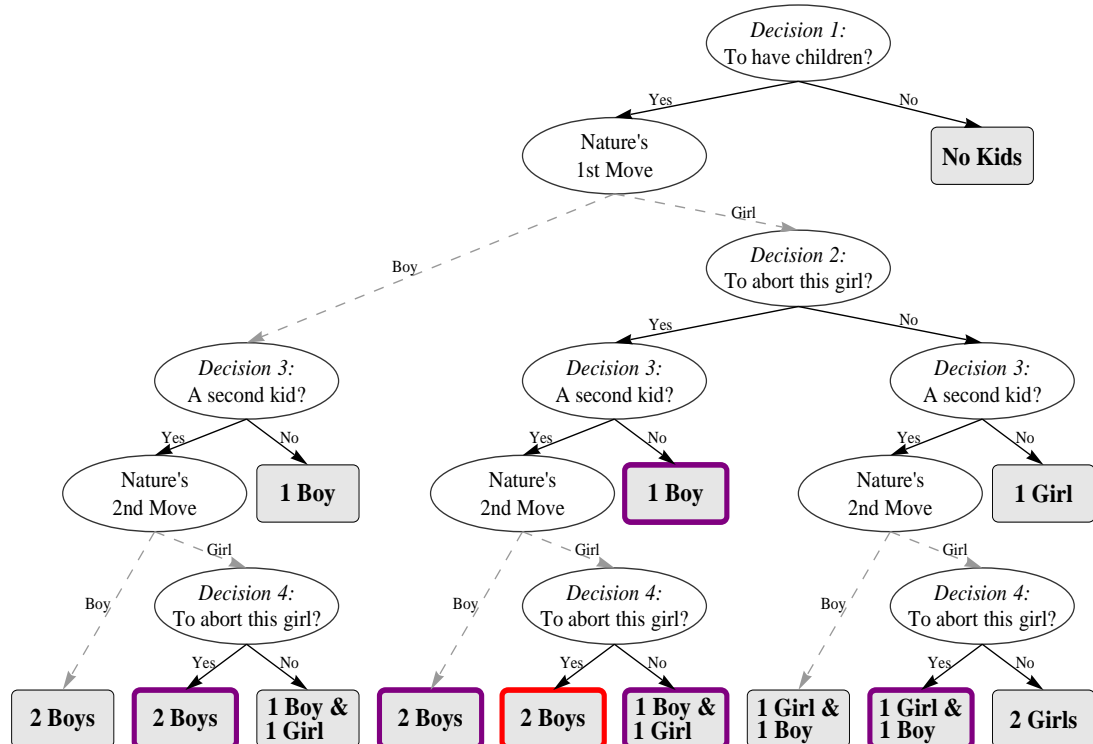 Decision 1:
To have children?
Yes
No
Nature's
1st Move
No Kids
Boy
Girl
Decision 2:
To abort this girl?
Yes
No
Decision 3:
A second kid?
Decision 3:
A second kid?
Decision 3:
A second kid?
Yes
No
Yes
No
Yes
No
Nature's
2nd Move
1 Boy
Nature's
2nd Move
1 Boy
Nature's
2nd Move
1 Girl
Boy
Girl
Boy
Girl
Boy
Girl
Decision 4:
To abort this girl?
Decision 4:
To abort this girl?
Decision 4:
To abort this girl?
Yes
No
Yes
No
Yes
No
2 Boys
2 Boys
1 Boy &
1 Girl
2 Boys
2 Boys
1 Boy &
1 Girl
1 Girl &
1 Boy
1 Girl &
1 Boy
2 Girls